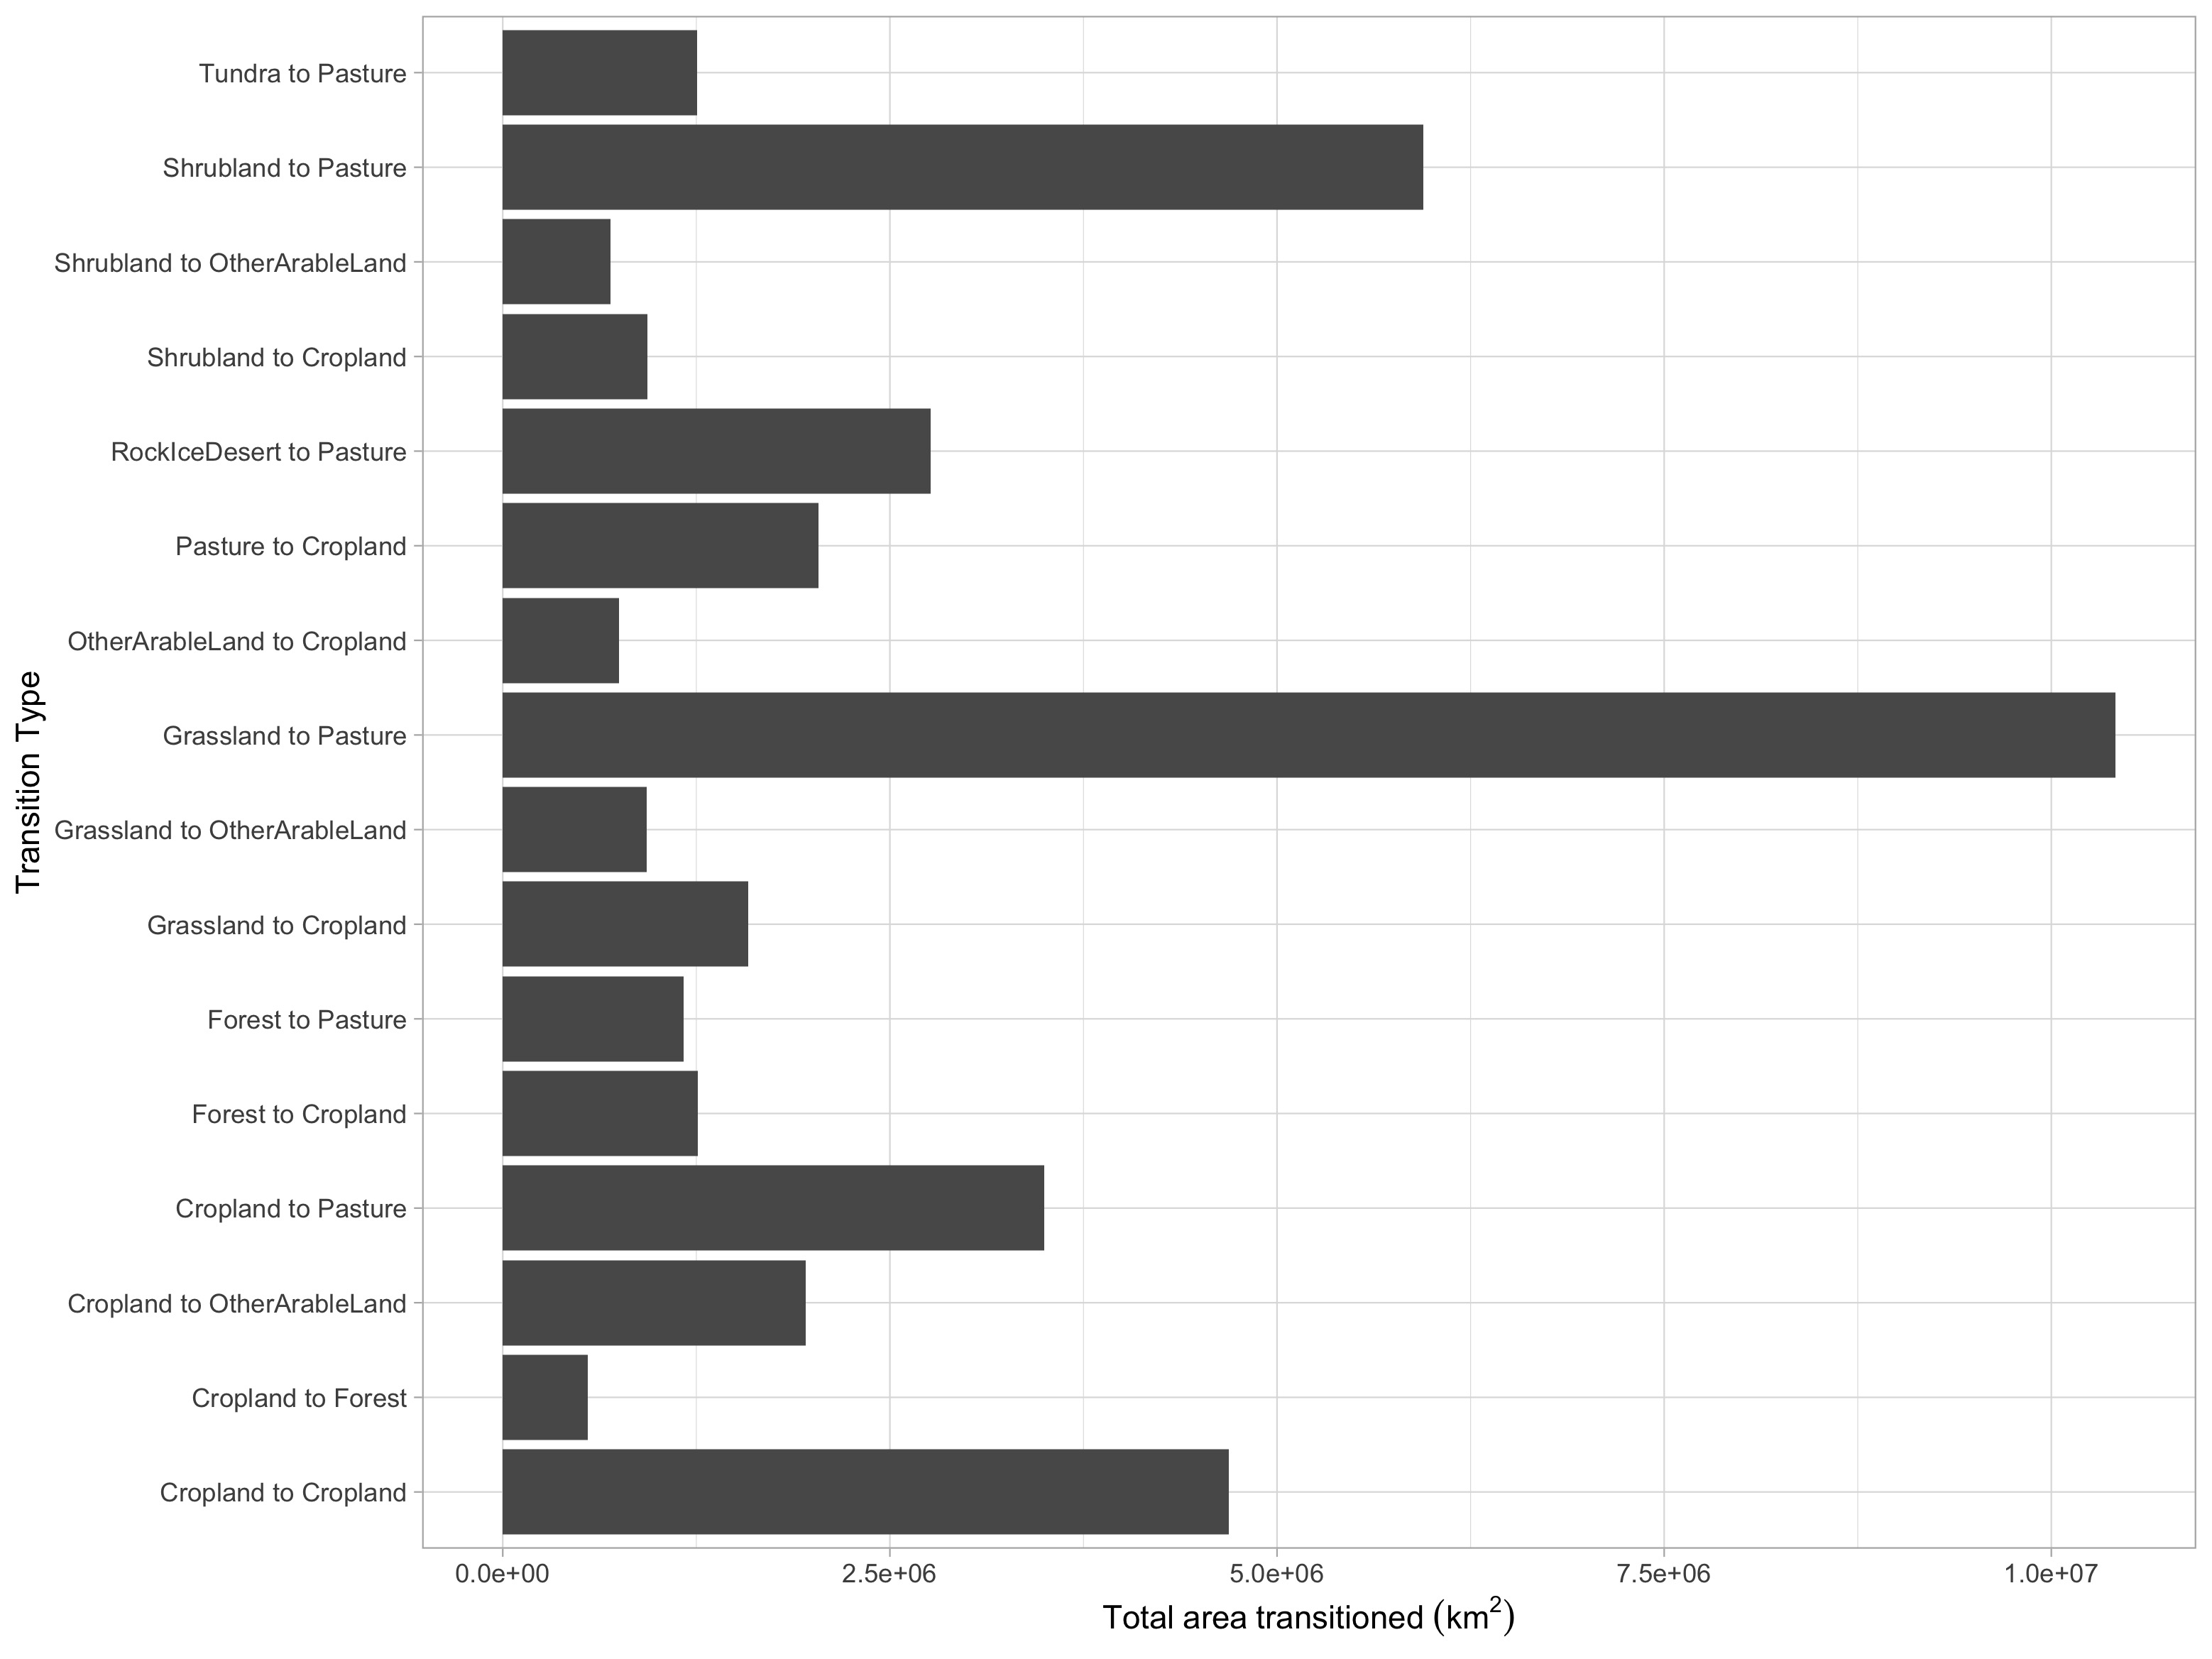 Tundra to Pasture
Shrubland to Pasture
Shrubland to OtherArableLand
Shrubland to Cropland
RockIceDesert to Pasture
Pasture to Cropland
OtherArableLand to Cropland
Grassland to Pasture
Grassland to OtherArableLand
Grassland to Cropland
Forest to Pasture
Forest to Cropland
Cropland to Pasture
Cropland to OtherArableLand
Cropland to Forest
Cropland to Cropland
Transition Type
0.0e+00 2.5e+06 5.0e+06 7.5e+06 1.0e+07
Total area transitioned (km²)